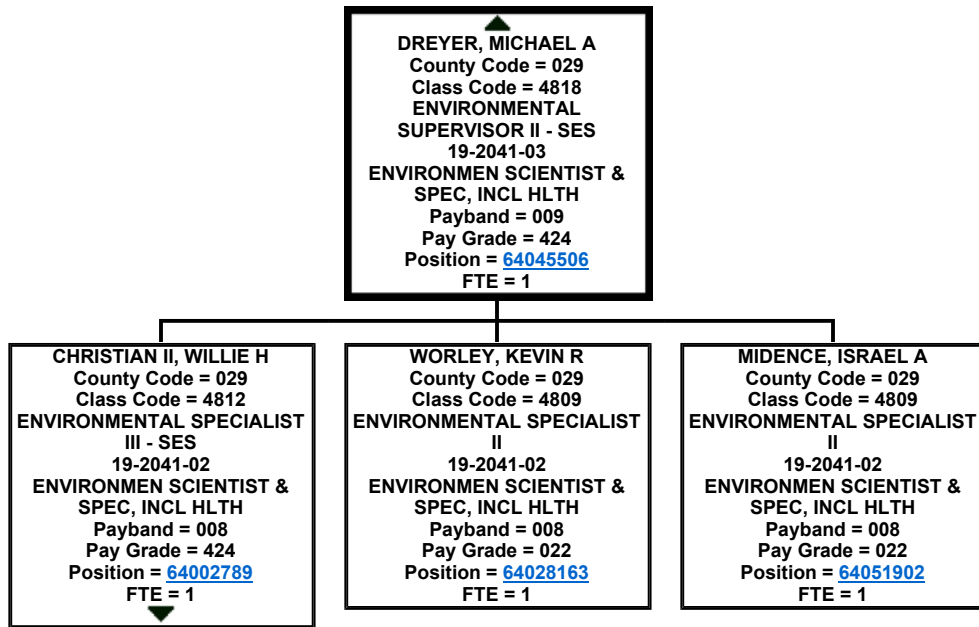 DREYER, MICHAEL A
County Code = 029
Class Code = 4818
ENVIRONMENTAL
SUPERVISOR II - SES
19-2041-03
ENVIRONMEN SCIENTIST &
SPEC, INCL HLTH
Payband = 009
Pay Grade = 424
Position = 64045506
FTE = 1
CHRISTIAN II, WILLIE H
County Code = 029
Class Code = 4812
ENVIRONMENTAL SPECIALIST
III - SES
19-2041-02
ENVIRONMEN SCIENTIST &
SPEC, INCL HLTH
Payband = 008
Pay Grade = 424
Position = 64002789
FTE = 1
WORLEY, KEVIN R
County Code = 029
Class Code = 4809
ENVIRONMENTAL SPECIALIST
II
19-2041-02
ENVIRONMEN SCIENTIST &
SPEC, INCL HLTH
Payband = 008
Pay Grade = 022
Position = 64028163
FTE = 1
MIDENCE, ISRAEL A
County Code = 029
Class Code = 4809
ENVIRONMENTAL SPECIALIST
II
19-2041-02
ENVIRONMEN SCIENTIST &
SPEC, INCL HLTH
Payband = 008
Pay Grade = 022
Position = 64051902
FTE = 1